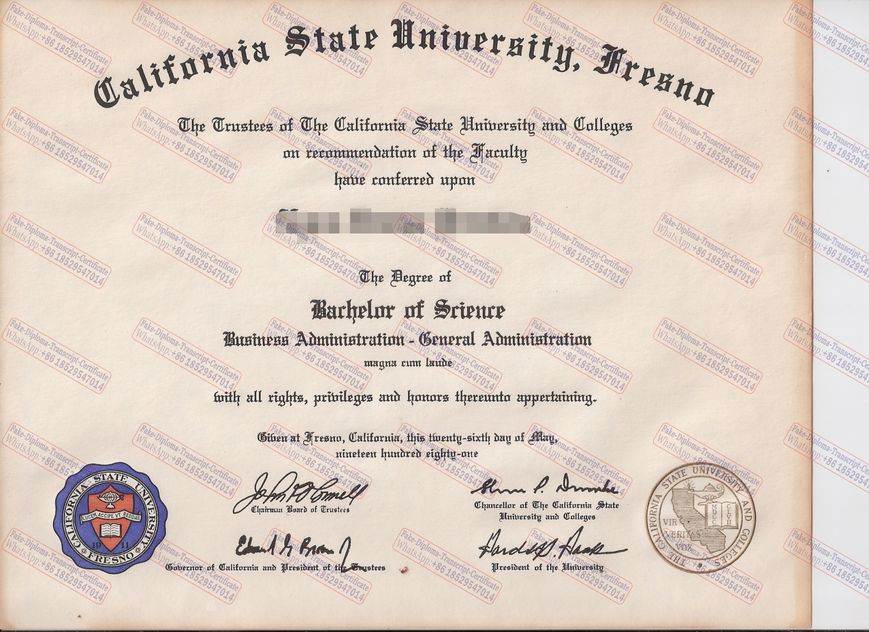 California State University, Fresno
The Trustees of The California State University and Colleges
on recommendation of the Faculty
have conferred upon
The Degree of
Bachelor of Science
Business Administration - General Administration
magna cum laude
with all rights, privileges and honors thereunto appertaining.
Given at Fresno, California, this twenty-sixth day of May,
nineteen hundred eighty-one
Chairman Board of Trustees
Chancellor of The California State
University and Colleges
Governor of California and President of the Trustees
President of the University
CALIFORNIA STATE UNIVERSITY
FRESNO
1911
THE CALIFORNIA STATE UNIVERSITY AND COLLEGES
VIR
VERITAS
VOX
Fake-Diploma-Transcript-Certificate
WhatsApp:+86 18529547014